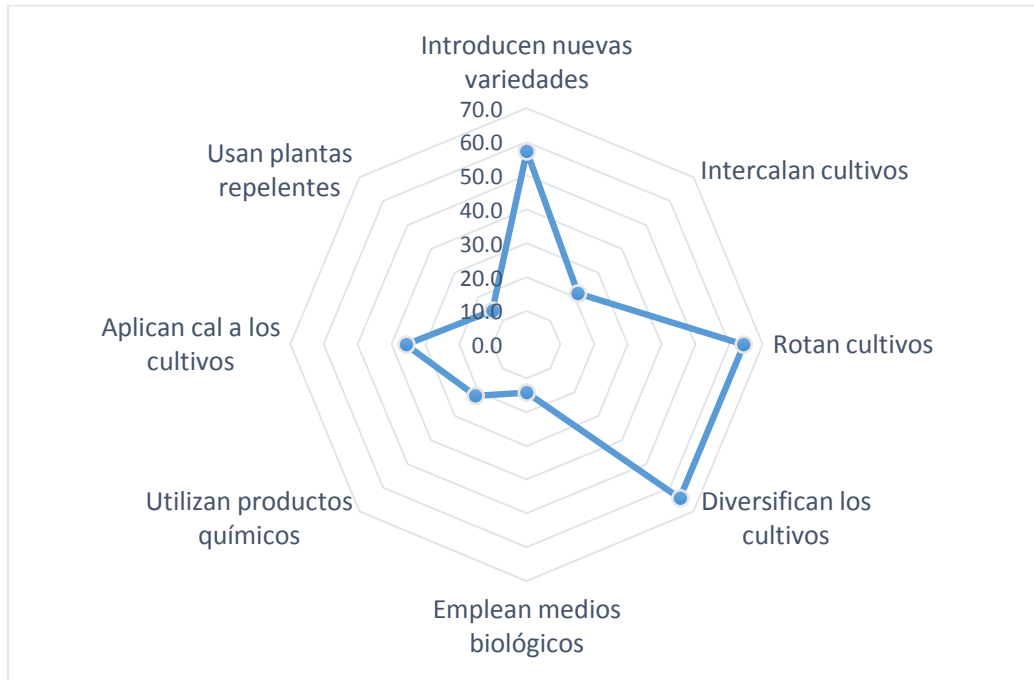 Introducen nuevas
variedades
70.0
60.0
50.0
40.0
30.0
20.0
10.0
0.0
Intercalan cultivos
Rotan cultivos
Diversifican los
cultivos
Emplean medios
biológicos
Utilizan productos
químicos
Aplican cal a los
cultivos
Usan plantas
repelentes